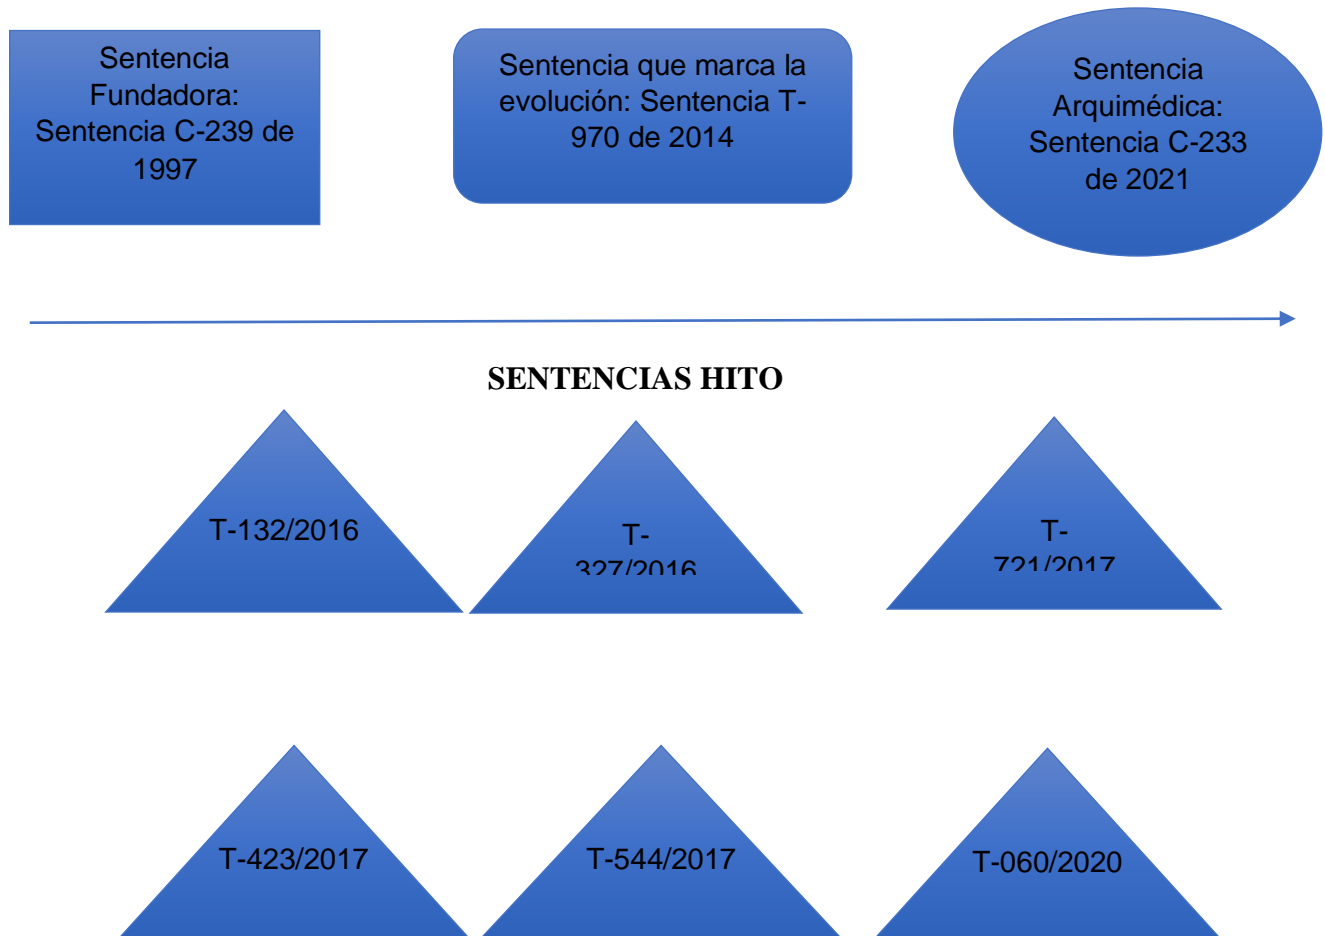 Sentencia
Fundadora:
Sentencia C-239 de
1997
Sentencia que marca la
evolución: Sentencia T-
970 de 2014
Sentencia
Arquimédica:
Sentencia C-233
de 2021
SENTENCIAS HITO
T-132/2016
T-
327/2016
T-
721/2017
T-423/2017
T-544/2017
T-060/2020